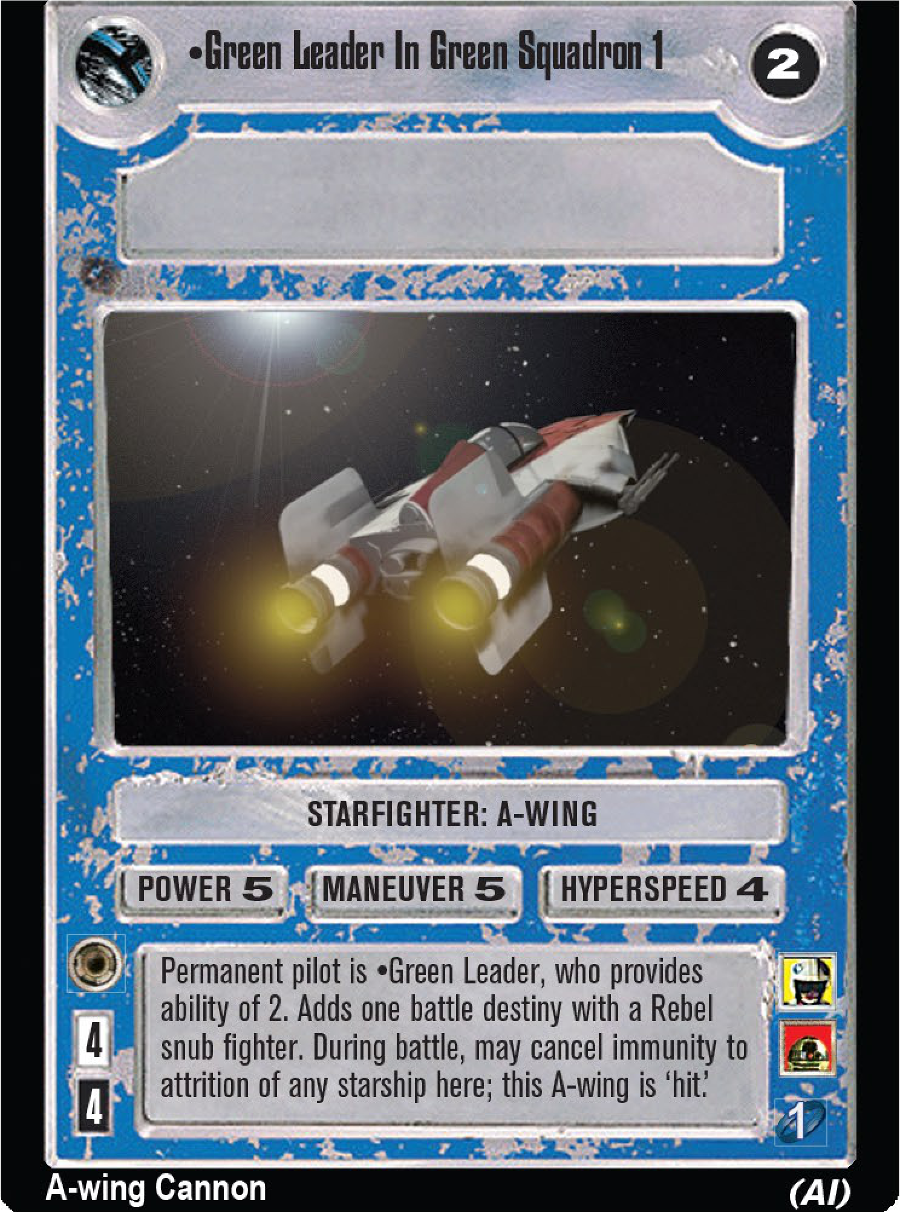 •Green Leader In Green Squadron 1
2
STARFIGHTER: A-WING
POWER 5
MANEUVER 5
HYPERSPEED 4
Permanent pilot is •Green Leader, who provides
ability of 2. Adds one battle destiny with a Rebel
snub fighter. During battle, may cancel immunity to
attrition of any starship here; this A-wing is ‘hit.’
4
4
1
A-wing Cannon
(AI)